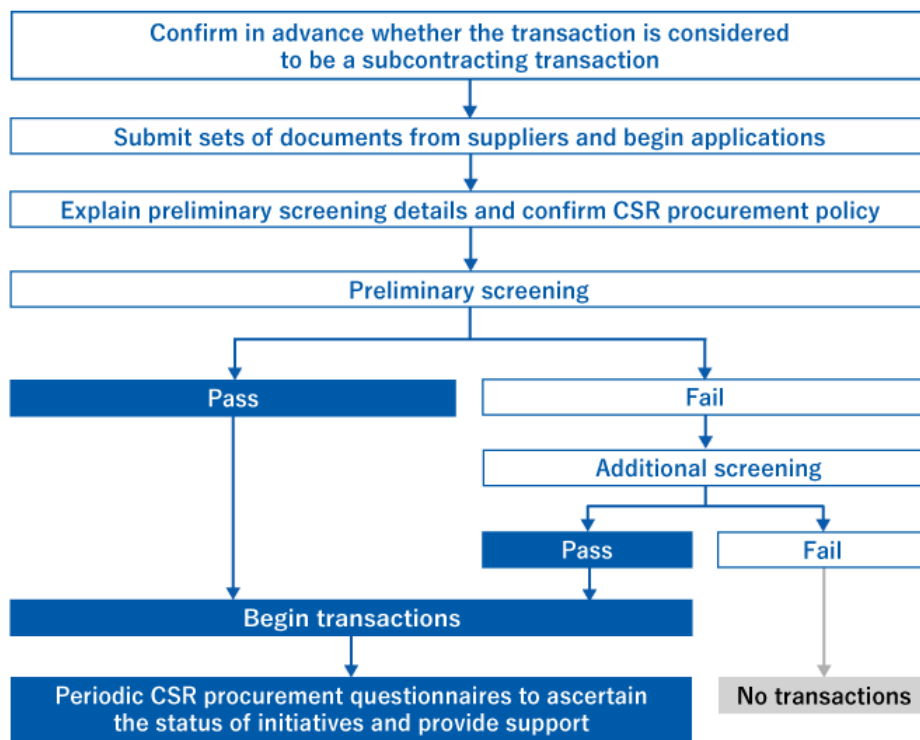 Confirm in advance whether the transaction is considered
to be a subcontracting transaction
Submit sets of documents from suppliers and begin applications
Explain preliminary screening details and confirm CSR procurement policy
Preliminary screening
Pass
Fail
Additional screening
Pass
Fail
Begin transactions
Periodic CSR procurement questionnaires to ascertain
the status of initiatives and provide support
No transactions